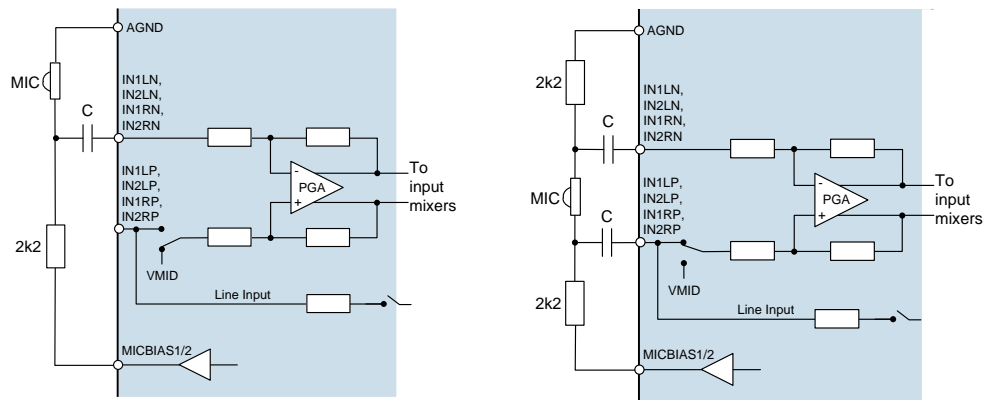 AGND
MIC
IN1LN,
IN2LN,
IN1RN,
IN2RN
C
-
PGA
+
To
input
mixers
IN1LP,
IN2LP,
IN1RP,
IN2RP
2k2
VMID
Line Input
MICBIAS1/2
AGND
2k2
IN1LN,
IN2LN,
IN1RN,
IN2RN
C
-
PGA
+
To
input
mixers
MIC
IN1LP,
IN2LP,
IN1RP,
IN2RP
C
VMID
2k2
Line Input
MICBIAS1/2